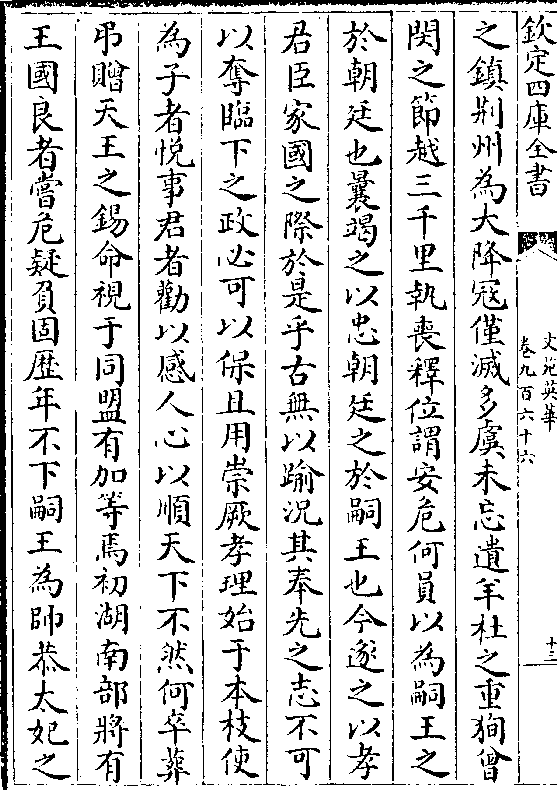 欽定四庫全書
文苑英華
卷九百六十六
十三
之鎮荆州為大降冦僅滅多虞未忘遺羊杜之重狥曾
閔之節越三千里執喪釋位謂安危何員以為嗣王之
於朝廷也曩竭之以忠朝廷之於嗣王也今遂之以孝
君臣家國之際於是乎古無以踰況其奉先之志不可
以奪臨下之政必可以保且用崇厥孝理始于本枝使
為子者悦事君者勸以感人心以順天下不然何卒葬
弔贈天王之錫命視于同盟有加等焉初湖南部將有
王國良者嘗危疑負固歴年不下嗣王為帥恭太妃之